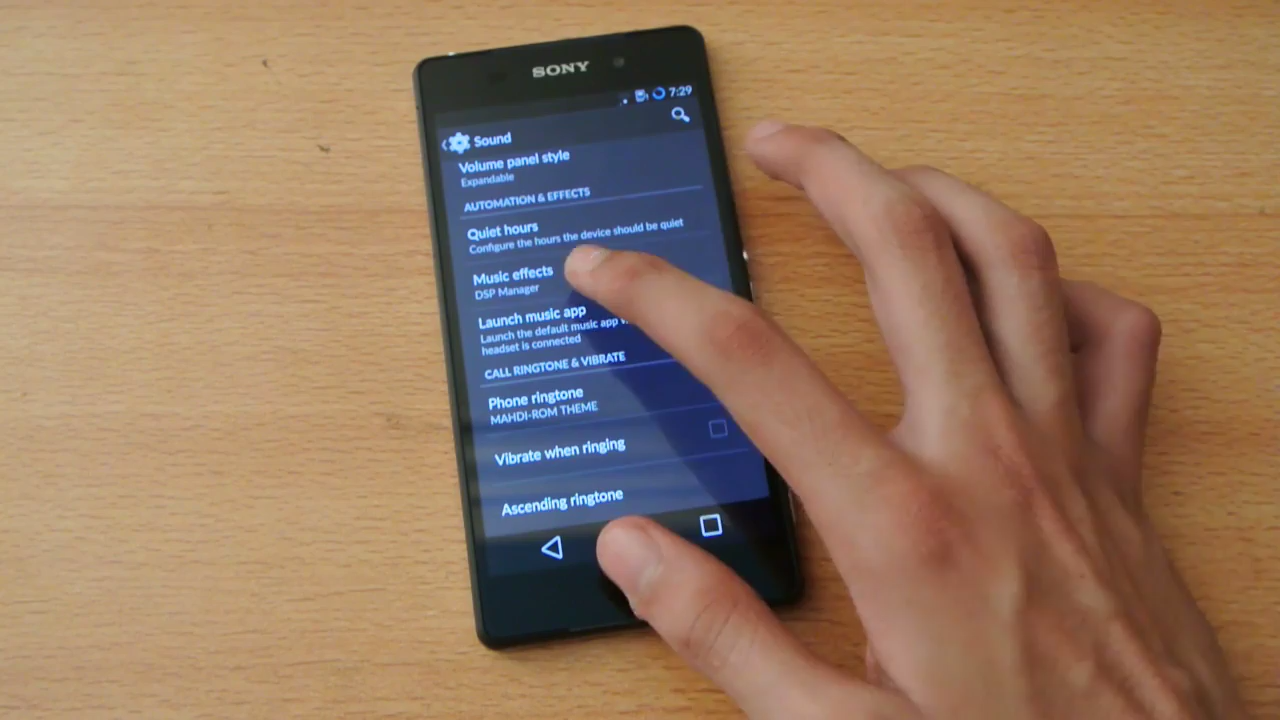 SONY
7:29
Sound
Volume panel style
Expandable
AUTOMATION & EFFECTS
Quiet hours
Configure the hours the device should be quiet
Music effects
DSP Manager
Launch music app
Launch the default music app
headset is connected
CALL RINGTONE & VIBRATE
Phone ringtone
MAHDI-ROM THEME
Vibrate when ringing
Ascending ringtone